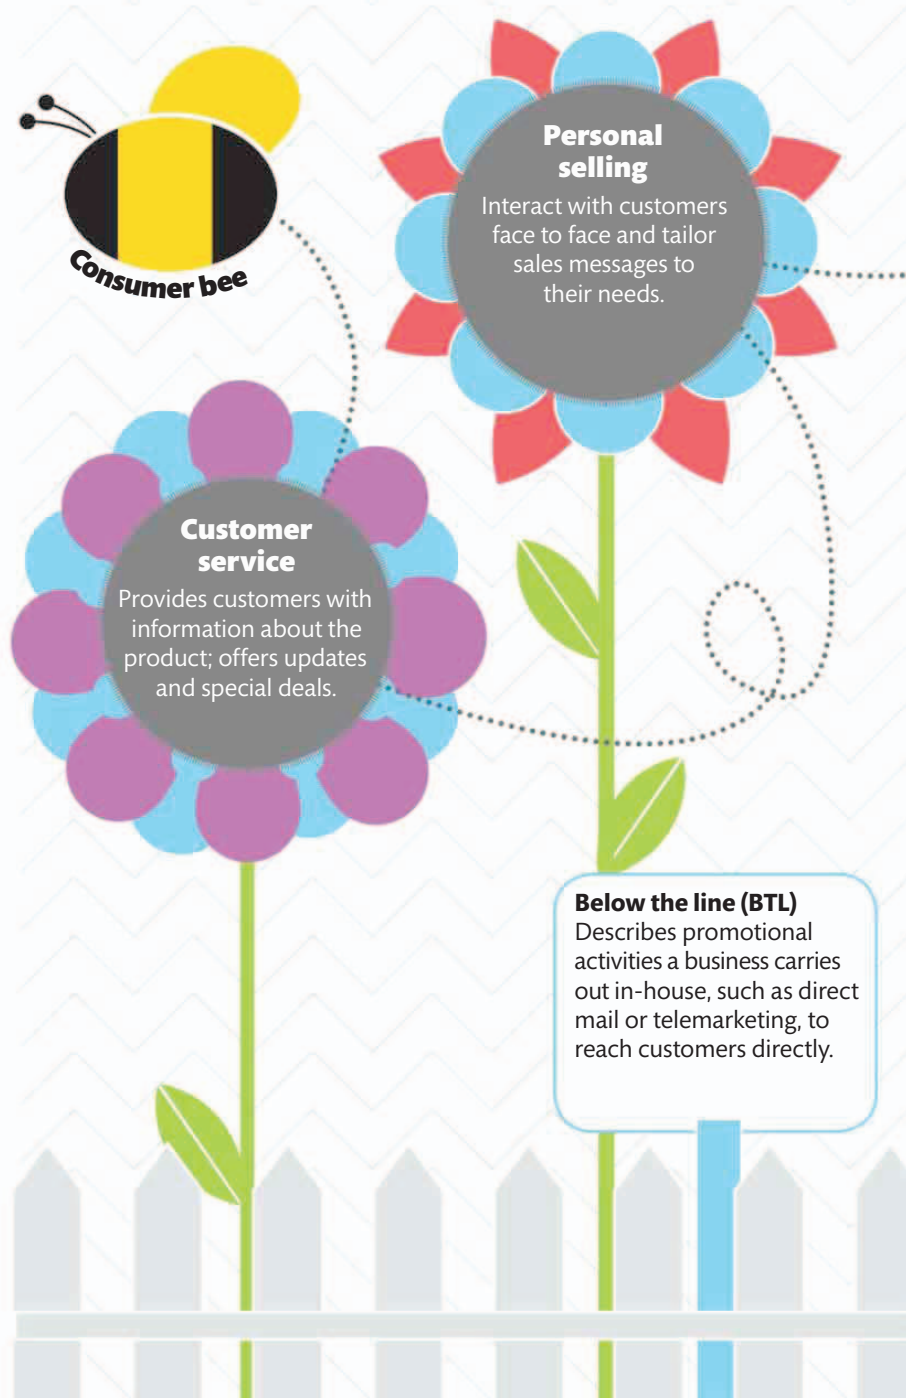 Personal
selling
Interact with customers
face to face and tailor
sales messages to
their needs.
Consumer bee
Customer
service
Provides customers with
information about the
product; offers updates
and special deals.
Below the line (BTL)
Describes promotional
activities a business carries
out in-house, such as direct
mail or telemarketing, to
reach customers directly.